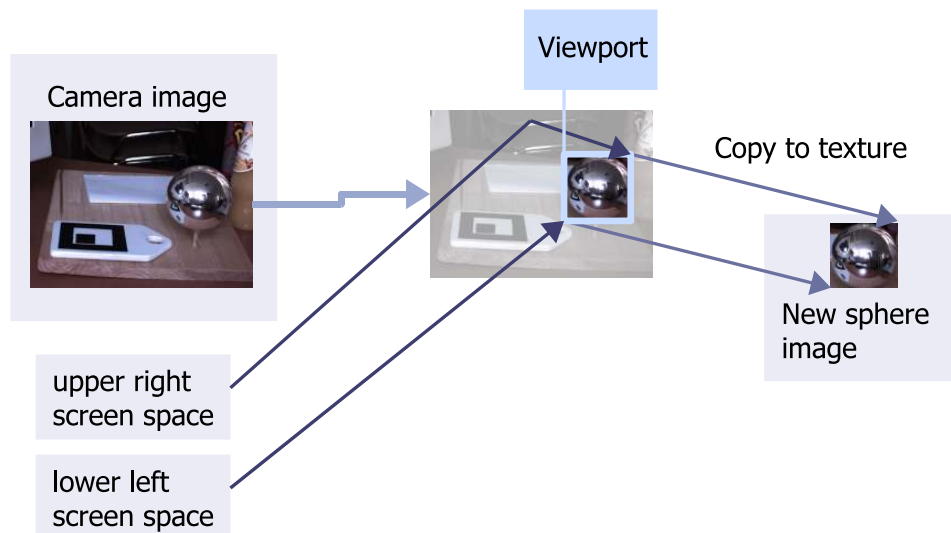 Viewport
Camera image
Copy to texture
New sphere
image
upper right
screen space
lower left
screen space